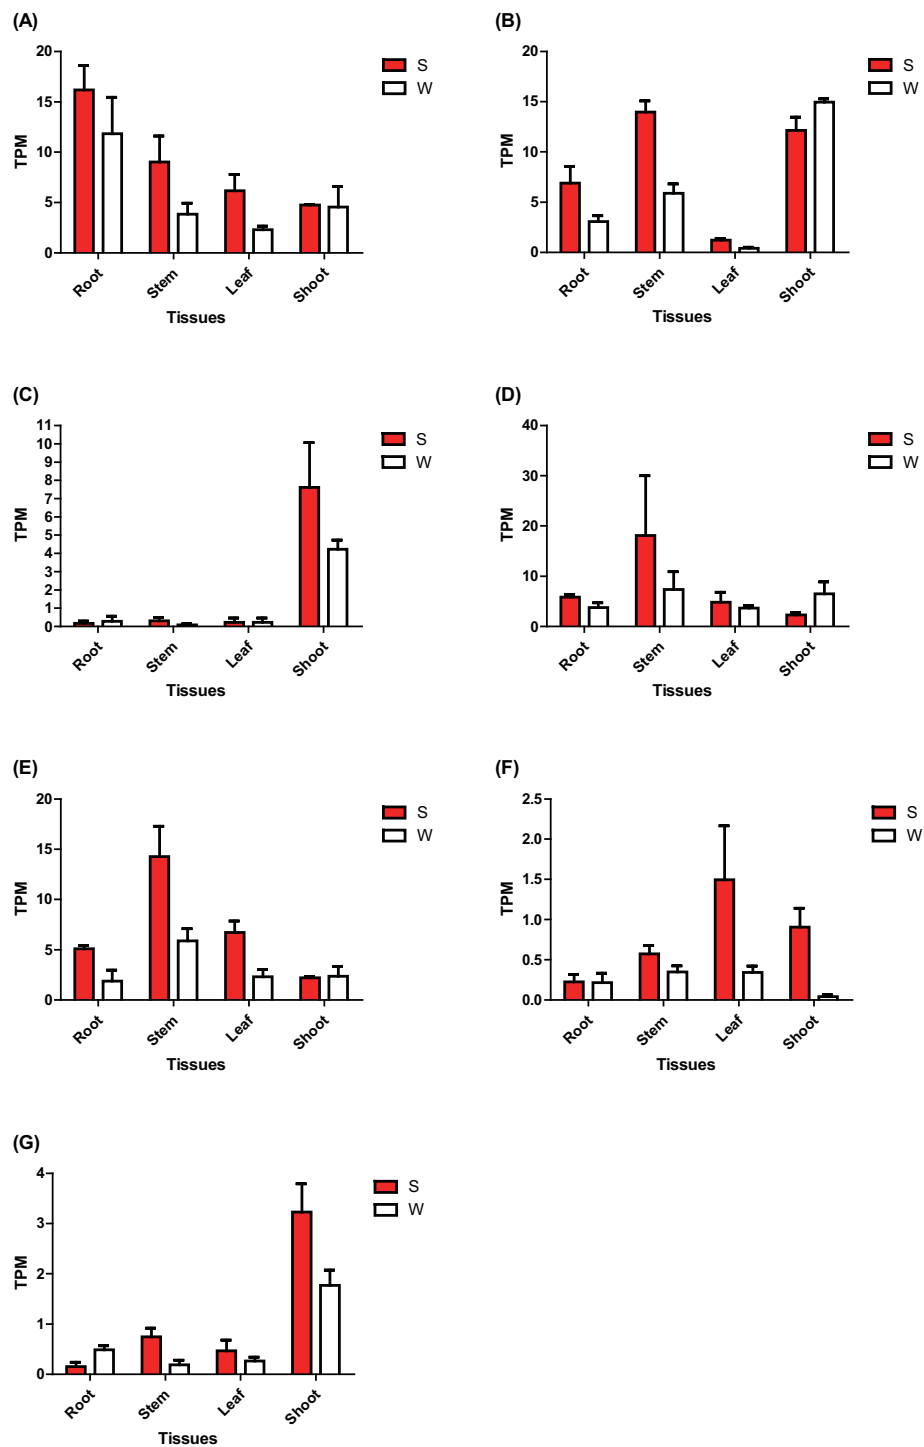 (A)
20
15
10
5
0
TPM
Root
Stem
Leaf
Shoot
Tissues
S
W
(B)
20
15
10
5
0
TPM
Root
Stem
Leaf
Shoot
Tissues
S
W
(C)
11
10
9
8
7
6
5
4
3
2
1
0
TPM
Root
Stem
Leaf
Shoot
Tissues
S
W
(D)
40
30
20
10
0
TPM
Root
Stem
Leaf
Shoot
Tissues
S
W
(E)
20
15
10
5
0
TPM
Root
Stem
Leaf
Shoot
Tissues
S
W
(F)
2.5
2.0
1.5
1.0
0.5
0.0
TPM
Root
Stem
Leaf
Shoot
Tissues
S
W
(G)
4
3
2
1
0
TPM
Root
Stem
Leaf
Shoot
Tissues
S
W